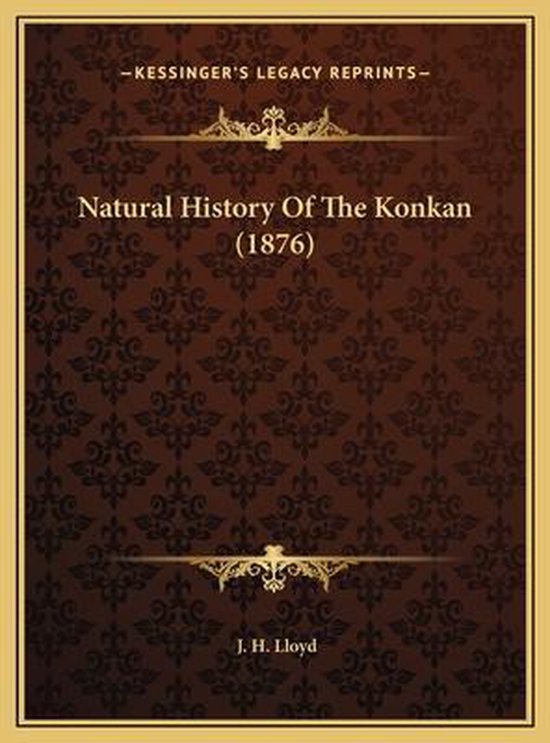 —KESSINGER'S LEGACY REPRINTS—
Natural History Of The Konkan
(1876)
J. H. Lloyd